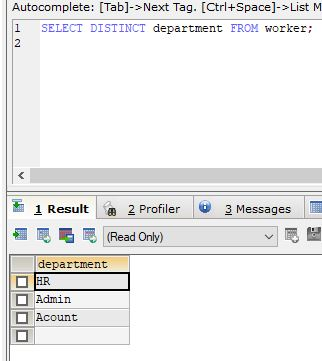 Autocomplete: [Tab]->Next Tag. [Ctrl+Space]->List M
1 SELECT DISTINCT department FROM worker;
2
1 Result 2 Profiler 3 Messages
(Read Only)
department
HR
Admin
Acount